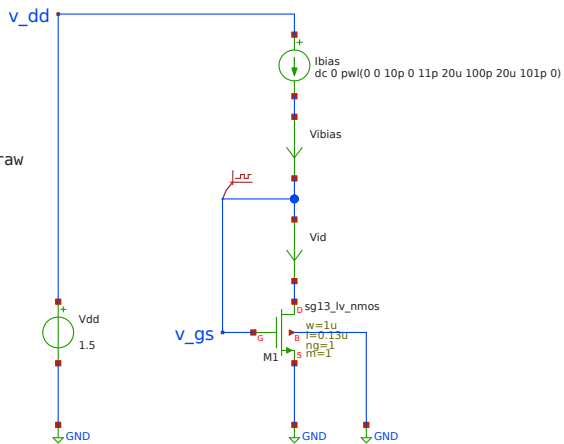 v_dd
+
Ibias
dc 0 pwl(0 0 10p 0 11p 20u 100p 20u 101p 0)
Vibias
raw
Vid
+
Vdd
1.5
v_gs
D
sg13_lv_nmos
G
B
S
M1
w=1u
l=0.13u
ng=1
m=1
GND
GND
GND